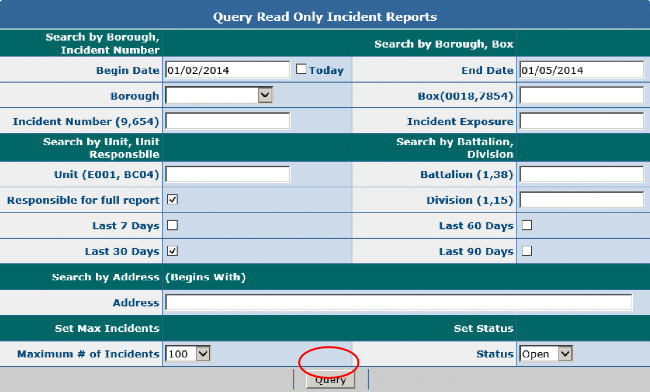 Query Read Only Incident Reports
Search by Borough, Incident Number Search by Borough, Box
Begin Date 01/02/2014 Today End Date 01/05/2014
Borough Box(0018,7854)
Incident Number (9,654) Incident Exposure
Search by Unit, Unit Responsbile Search by Battalion, Division
Unit (E001, BC04) Battalion (1,38)
Responsible for full report Division (1,15)
Last 7 Days Last 60 Days
Last 30 Days Last 90 Days
Search by Address (Begins With)
Address
Set Max Incidents Set Status
Maximum # of Incidents 100 Status Open
Query